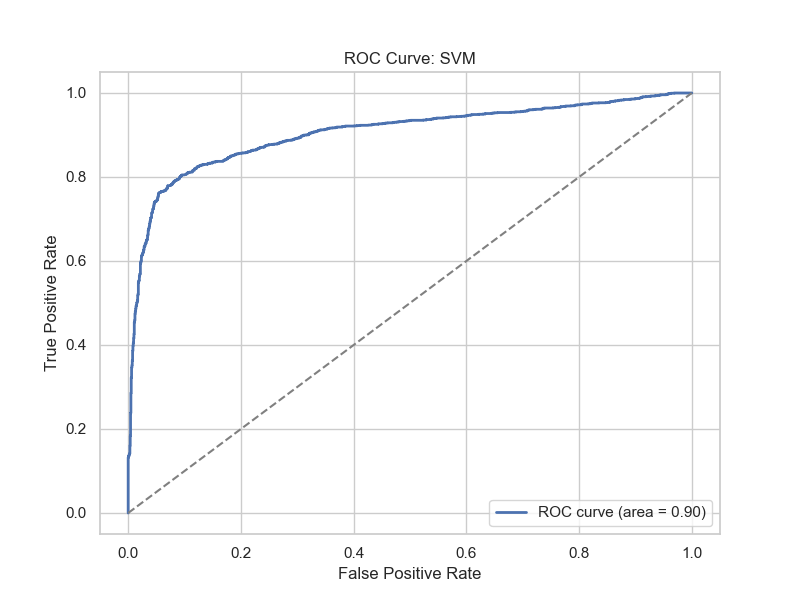 ROC Curve: SVM
True Positive Rate
1.0
0.8
0.6
0.4
0.2
0.0
ROC curve (area = 0.90)
0.0 0.2 0.4 0.6 0.8 1.0
False Positive Rate